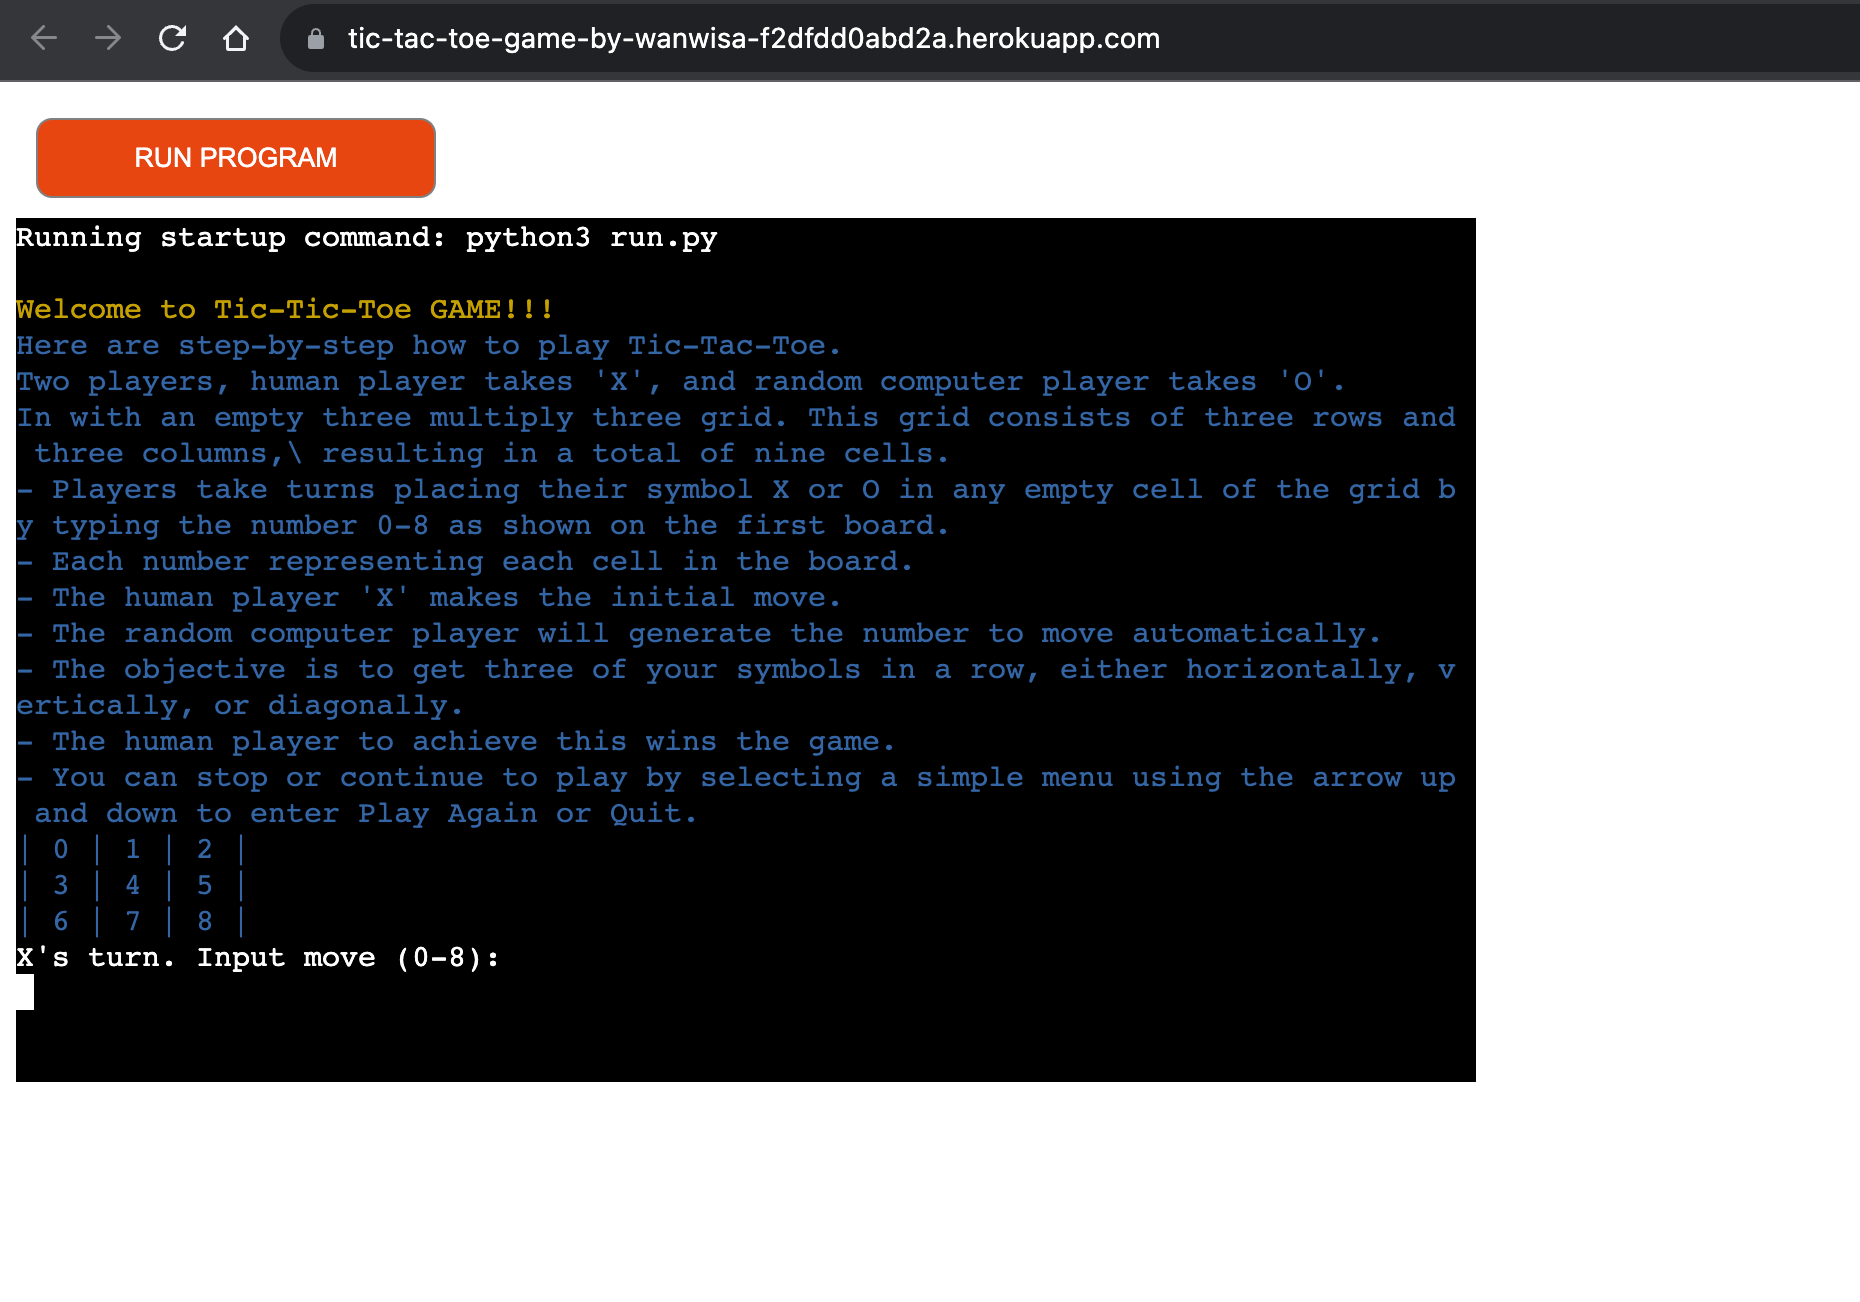 tic-tac-toe-game-by-wanwisa-f2dfdd0abd2a.herokuapp.com
RUN PROGRAM
Running startup command: python3 run.py
Welcome to Tic-Tic-Toe GAME!!!
Here are step-by-step how to play Tic-Tac-Toe.
Two players, human player takes 'X', and random computer player takes 'O'.
In with an empty three multiply three grid. This grid consists of three rows and
 three columns,\ resulting in a total of nine cells.
- Players take turns placing their symbol X or O in any empty cell of the grid b
y typing the number 0-8 as shown on the first board.
- Each number representing each cell in the board.
- The human player 'X' makes the initial move.
- The random computer player will generate the number to move automatically.
- The objective is to get three of your symbols in a row, either horizontally, v
ertically, or diagonally.
- The human player to achieve this wins the game.
- You can stop or continue to play by selecting a simple menu using the arrow up
 and down to enter Play Again or Quit.
| 0 | 1 | 2 |
| 3 | 4 | 5 |
| 6 | 7 | 8 |
X's turn. Input move (0-8):